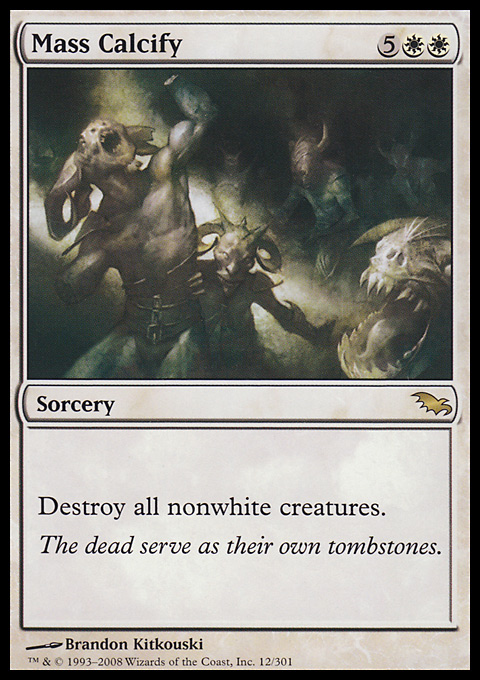 Mass Calcify 5
Sorcery
Destroy all nonwhite creatures.
The dead serve as their own tombstones.
Brandon Kitkouski
™ & © 1993–2008 Wizards of the Coast, Inc. 12/301